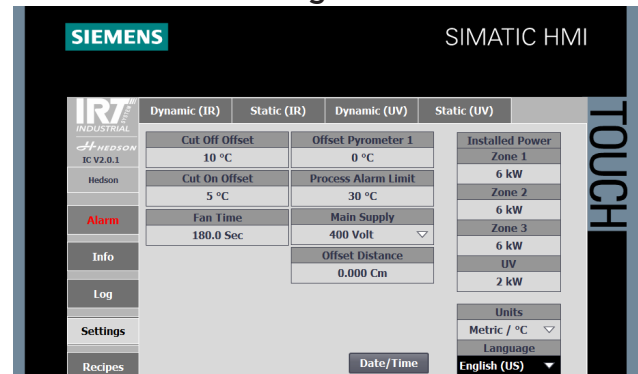 SIEMENS
SIMATIC HMI
TOUCH
IRT SYSTEM
INDUSTRIAL
HEDSON
IC V2.0.1
Hedson
Alarm
Info
Log
Settings
Recipes
Dynamic (IR) Static (IR) Dynamic (UV) Static (UV)
Cut Off Offset
10 °C
Cut On Offset
5 °C
Fan Time
180.0 Sec
Offset Pyrometer 1
0 °C
Process Alarm Limit
30 °C
Main Supply
400 Volt
Offset Distance
0.000 Cm
Date/Time
Installed Power
Zone 1
6 kW
Zone 2
6 kW
Zone 3
6 kW
UV
2 kW
Units
Metric / °C
Language
English (US)